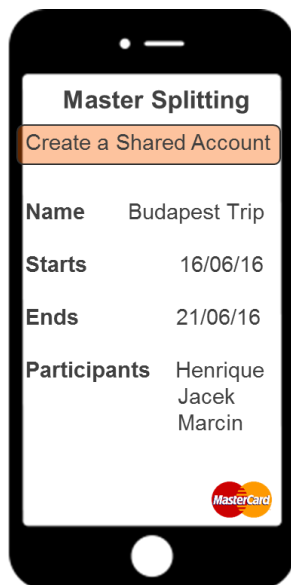 Master Splitting
Create a Shared Account
Name Budapest Trip
Starts 16/06/16
Ends 21/06/16
Participants Henrique
Jacek
Marcin
MasterCard